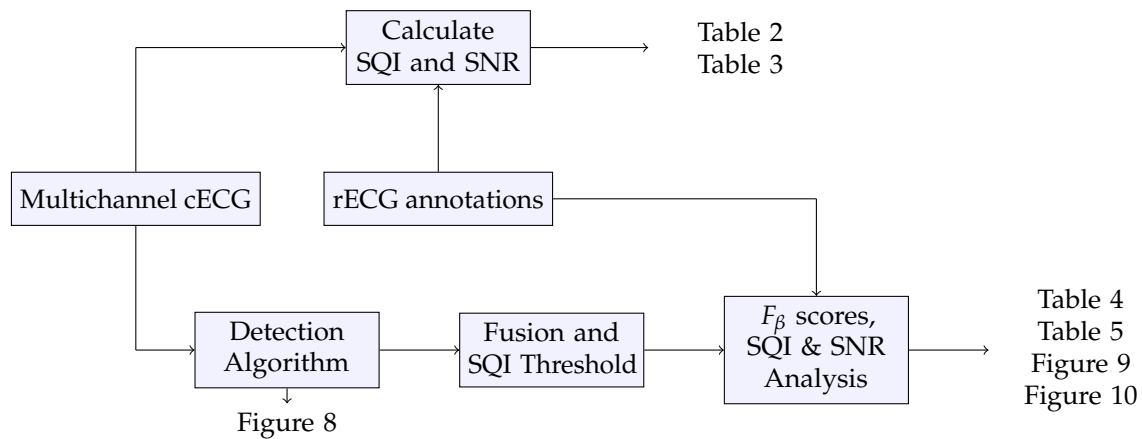 Calculate
SQI and SNR
Table 2
Table 3
Multichannel cECG
rECG annotations
Detection
Algorithm
Figure 8
Fusion and
SQI Threshold
Fβ scores,
SQI & SNR
Analysis
Table 4
Table 5
Figure 9
Figure 10